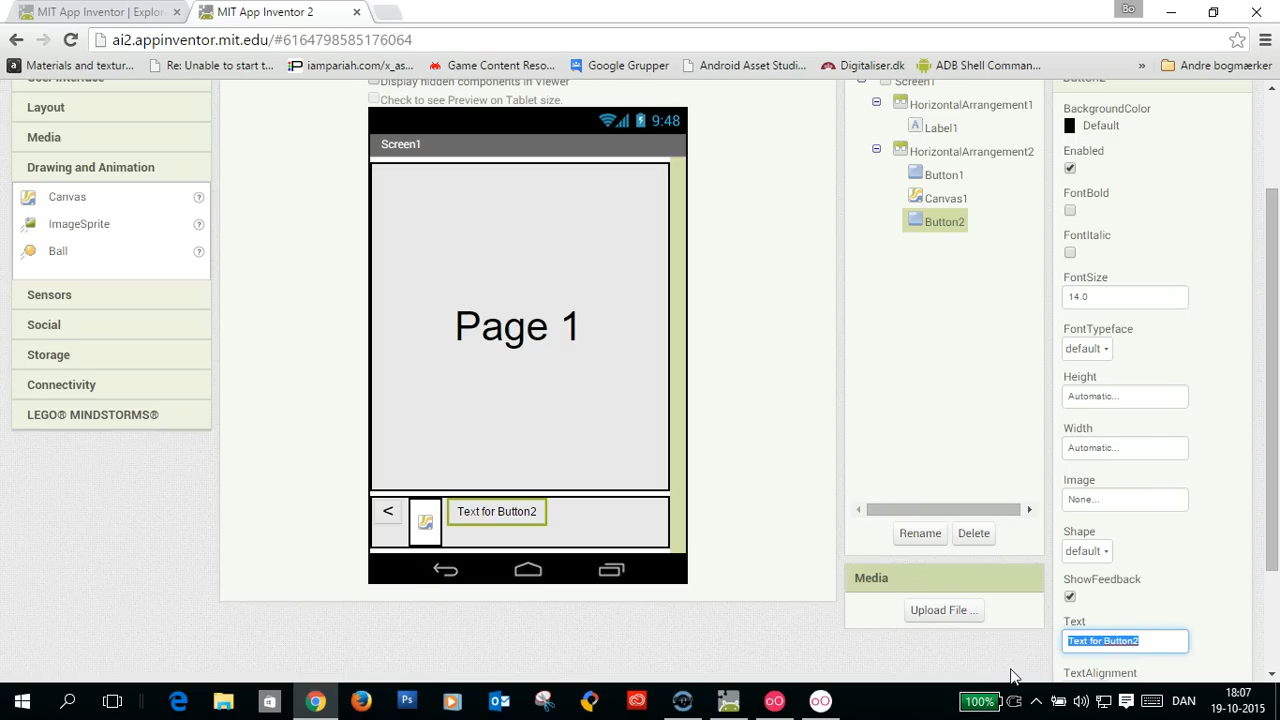 MIT App Inventor | Explor
MIT App Inventor 2
Bo
ai2.appinventor.mit.edu/#6164798585176064
Materials and textur...
Re: Unable to start t...
iampariah.com/x_as...
Game Content Reso...
Google Grupper
Android Asset Studi...
Digitaliser.dk
ADB Shell Comman...
»
Andre bogmærker
User Interface
Layout
Media
Drawing and Animation
Canvas
ImageSprite
Ball
Sensors
Social
Storage
Connectivity
LEGO® MINDSTORMS®
Display hidden components in Viewer
Check to see Preview on Tablet size.
9:48
Screen1
Page 1
<
Text for Button2
Screen1
HorizontalArrangement1
Label1
HorizontalArrangement2
Button1
Canvas1
Button2
Rename
Delete
Media
Upload File ...
Button2
BackgroundColor
Default
Enabled
FontBold
FontItalic
FontSize
14.0
FontTypeface
default
Height
Automatic...
Width
Automatic...
Image
None...
Shape
default
ShowFeedback
Text
Text for Button2
TextAlignment
100%
DAN
18:07
19-10-2015